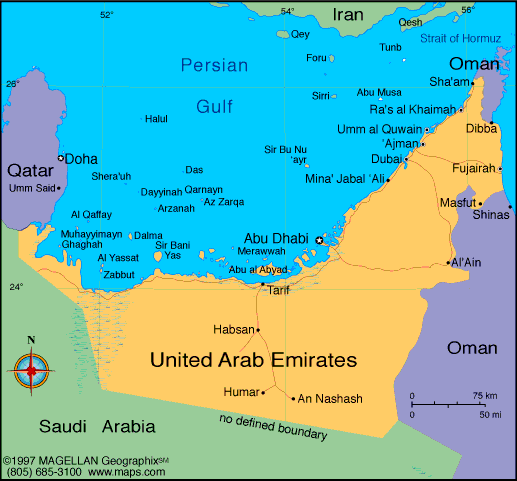 52°
54°
56°
Iran
Qesh
Qey
Tunb
Strait of Hormuz
Foru
Persian
Oman
26°
Sha'am
Sirri
Abu Musa
Gulf
Ra's al Khaimah
Halul
Umm al Quwain
Dibba
'Ajman
Doha
Sir Bu Nu
'ayr
Dubai
Qatar
Das
Fujairah
Shera'uh
Mina' Jabal 'Ali
Umm Said
Dayyinah
Qarnayn
Az Zarqa
Masfut
Arzanah
Shinas
Al Qaffay
Muhayyimayn
Dalma
Abu Dhabi
Ghaghah
Sir Bani
Yas
Merawwah
Al Yassat
Al'Ain
Abu al Abyad
Zabbut
24°
Tarif
Habsan
N
United Arab Emirates
Oman
Humar
An Nashash
0 75 km
0 50 mi
Saudi Arabia
no defined boundary
©1997 MAGELLAN Geographix℠
(805) 685-3100 www.maps.com